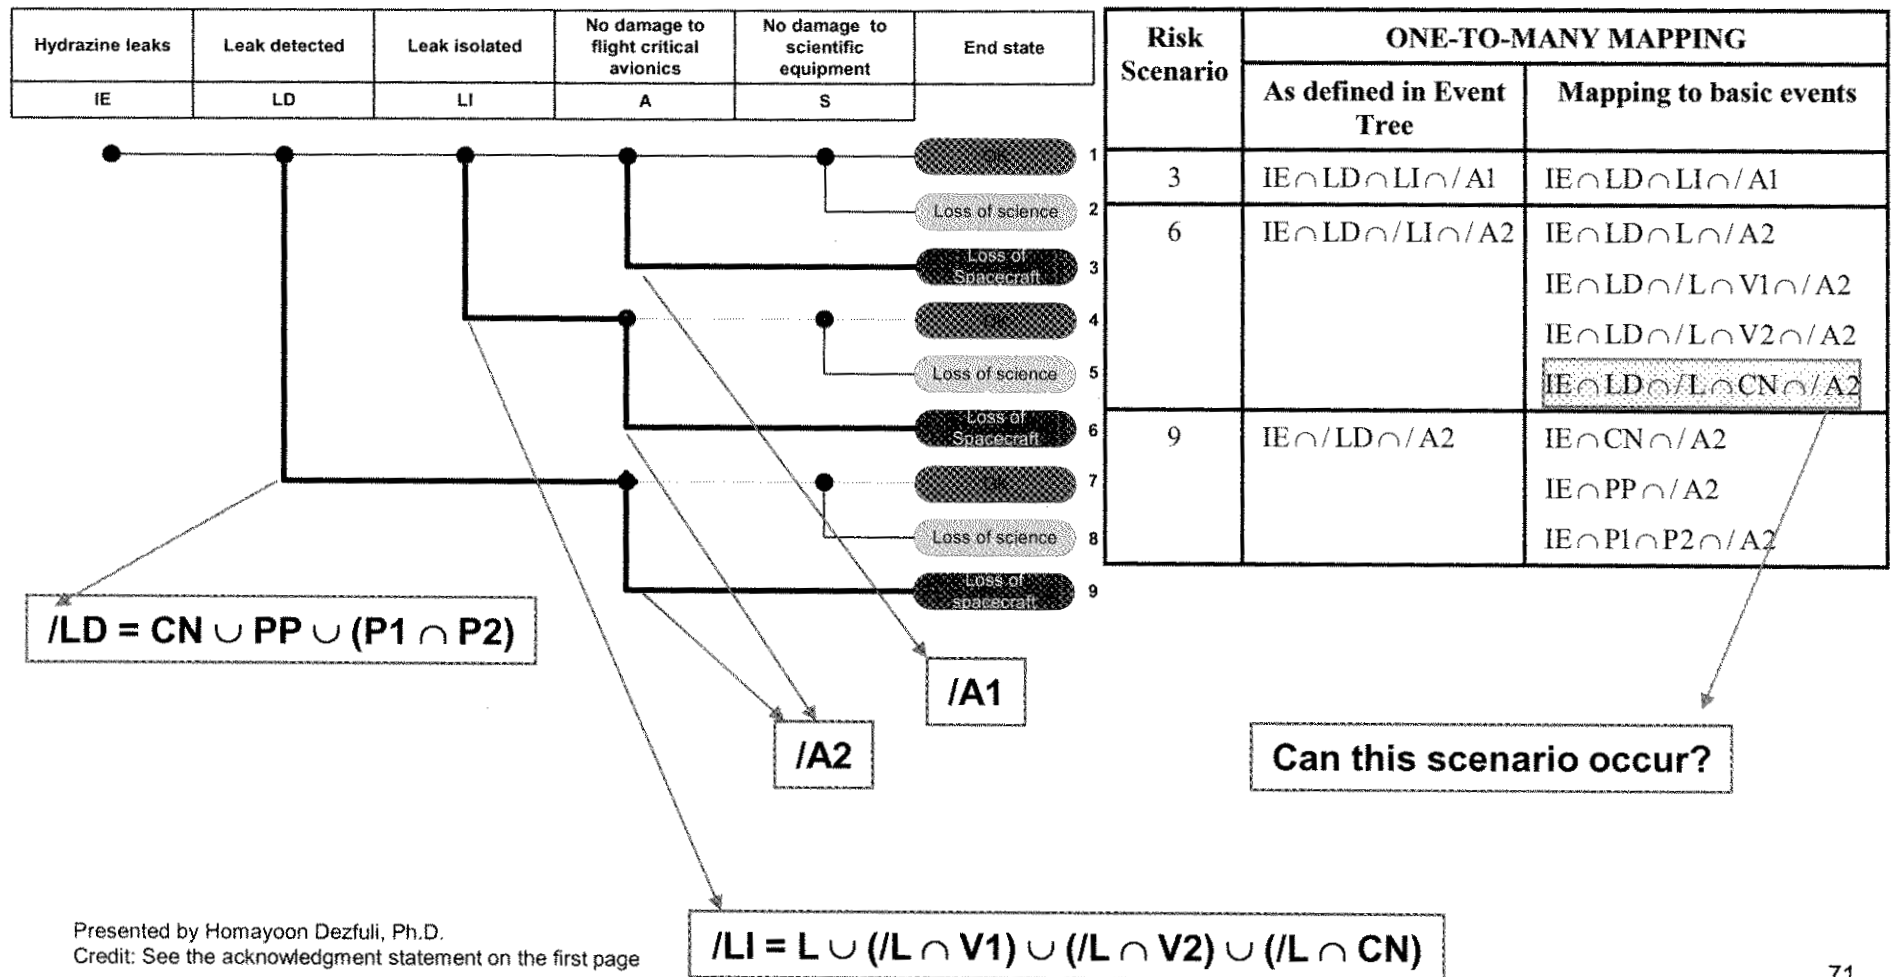 Hydrazine leaks
Leak detected
Leak isolated
No damage to
flight critical
avionics
No damage to
scientific
equipment
End state
IE
LD
LI
A
S
OK 1
Loss of science 2
Loss of
Spacecraft 3
OK 4
Loss of science 5
Loss of
Spacecraft 6
OK 7
Loss of science 8
Loss of
spacecraft 9
Risk
Scenario
ONE-TO-MANY MAPPING
As defined in Event
Tree
Mapping to basic events
3 IE∩LD∩LI∩/A1 IE∩LD∩LI∩/A1
6 IE∩LD∩/LI∩/A2 IE∩LD∩L∩/A2
IE∩LD∩/L∩V1∩/A2
IE∩LD∩/L∩V2∩/A2
IE∩LD∩/L∩CN∩/A2
9 IE∩/LD∩/A2 IE∩CN∩/A2
IE∩PP∩/A2
IE∩P1∩P2∩/A2
/LD = CN ∪ PP ∪ (P1 ∩ P2)
/A1
/A2
Can this scenario occur?
/LI = L ∪ (/L ∩ V1) ∪ (/L ∩ V2) ∪ (/L ∩ CN)
Presented by Homayoon Dezfuli, Ph.D.
Credit: See the acknowledgment statement on the first page
71